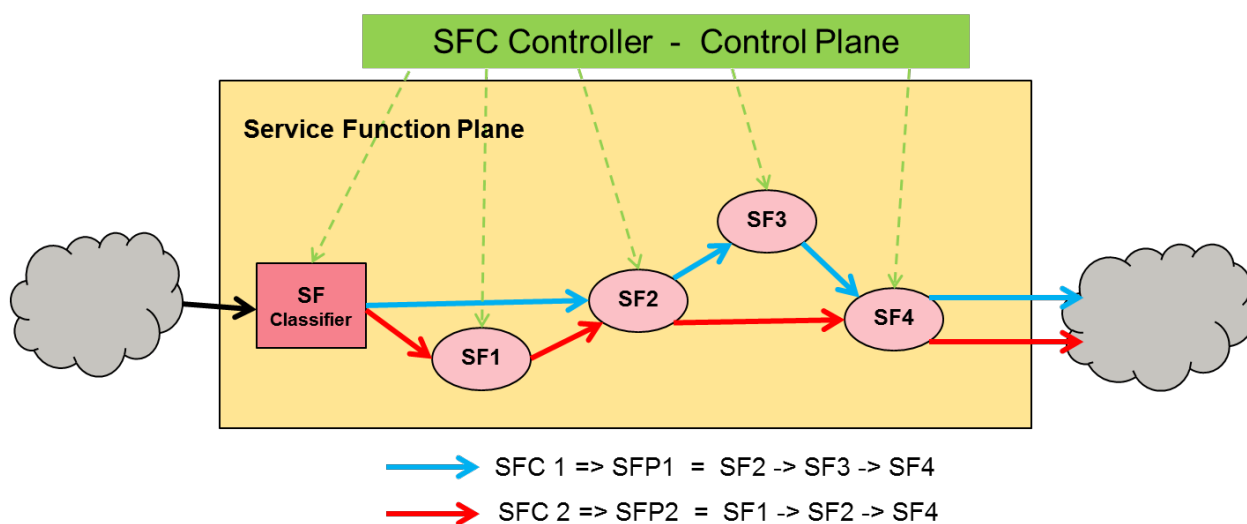 SFC Controller - Control Plane
Service Function Plane
SF3
SF
Classifier
SF2
SF4
SF1
SFC 1 => SFP1 = SF2 -> SF3 -> SF4
SFC 2 => SFP2 = SF1 -> SF2 -> SF4